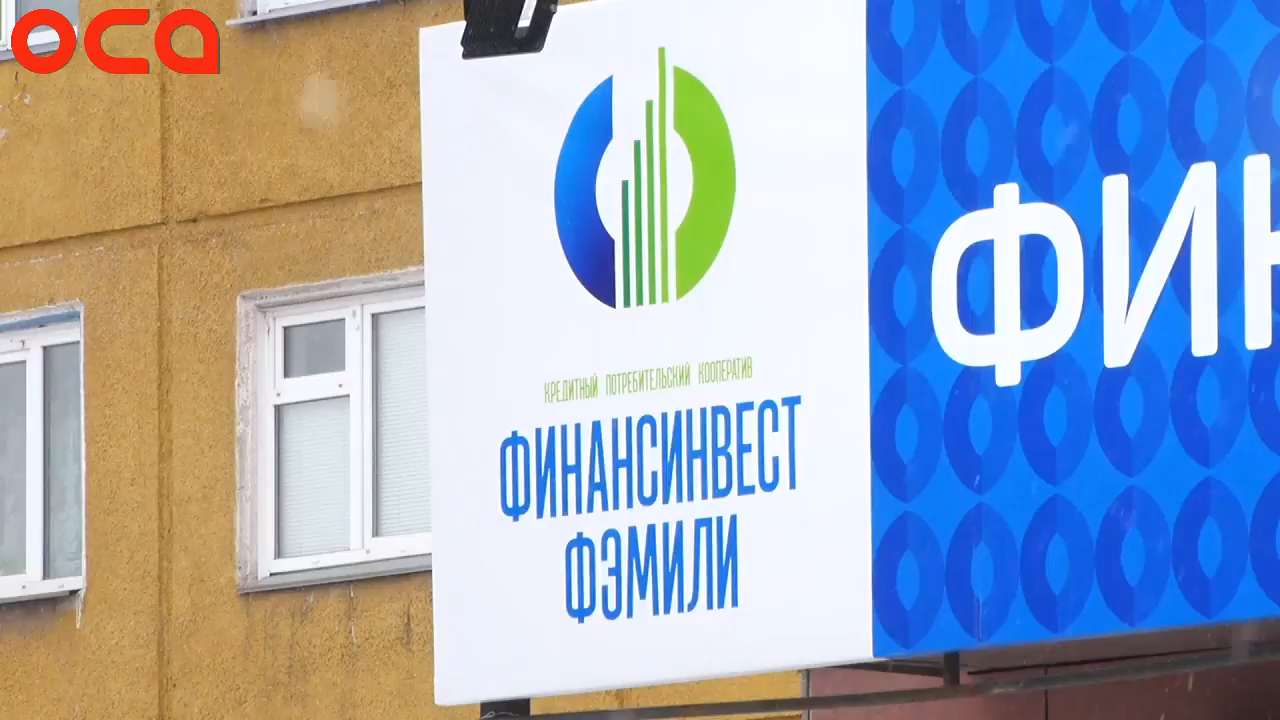 оса
КРЕДИТНЫЙ ПОТРЕБИТЕЛЬСКИЙ КООПЕРАТИВ
ФИНАНСИНВЕСТ
ФЭМИЛИ
ФИН